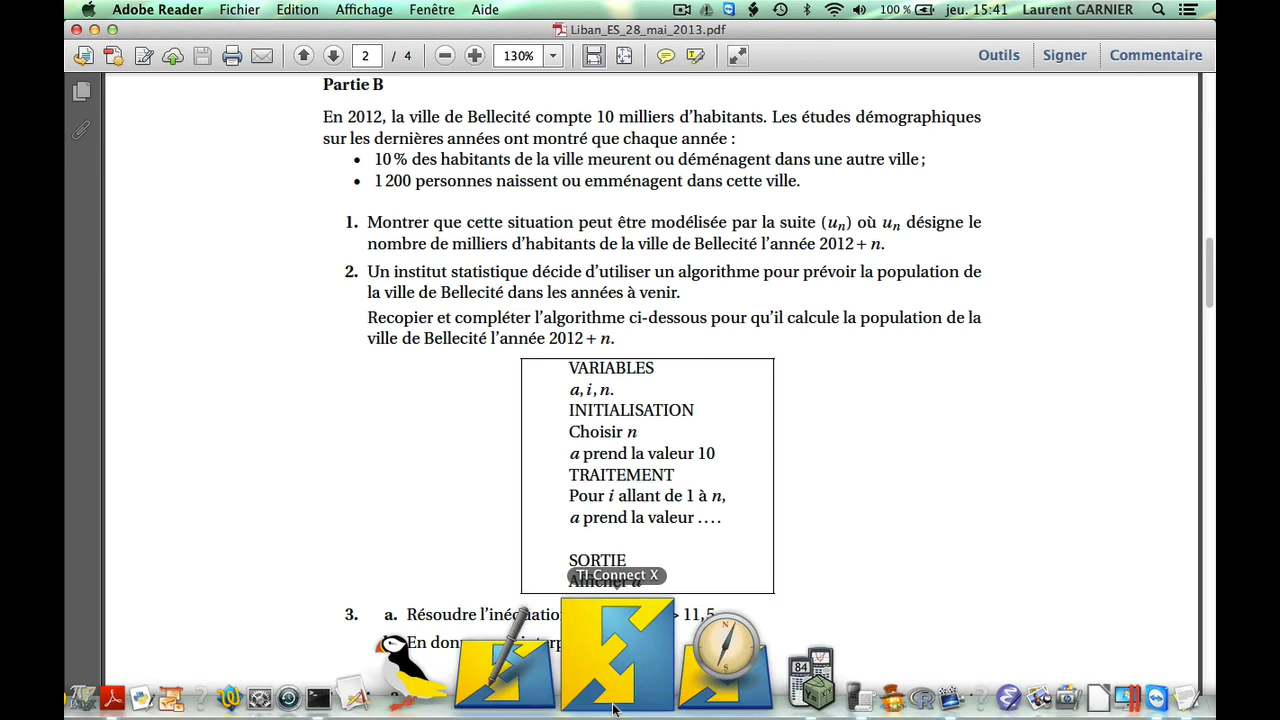 Adobe Reader Fichier Edition Affichage Fenêtre Aide 100 % jeu. 15:41 Laurent GARNIER
Liban_ES_28_mai_2013.pdf
2 / 4 130% Outils Signer Commentaire
Partie B
En 2012, la ville de Bellecité compte 10 milliers d'habitants. Les études démographiques
sur les dernières années ont montré que chaque année :
• 10 % des habitants de la ville meurent ou déménagent dans une autre ville ;
• 1 200 personnes naissent ou emménagent dans cette ville.
1. Montrer que cette situation peut être modélisée par la suite (un) où un désigne le
nombre de milliers d'habitants de la ville de Bellecité l'année 2012 + n.
2. Un institut statistique décide d'utiliser un algorithme pour prévoir la population de
la ville de Bellecité dans les années à venir.
Recopier et compléter l'algorithme ci-dessous pour qu'il calcule la population de la
ville de Bellecité l'année 2012 + n.
VARIABLES
a, i, n.
INITIALISATION
Choisir n
a prend la valeur 10
TRAITEMENT
Pour i allant de 1 à n,
a prend la valeur ....
SORTIE
TI Connect X
Afficher a
3. a. Résoudre l'inéquation > 11,5
En
84